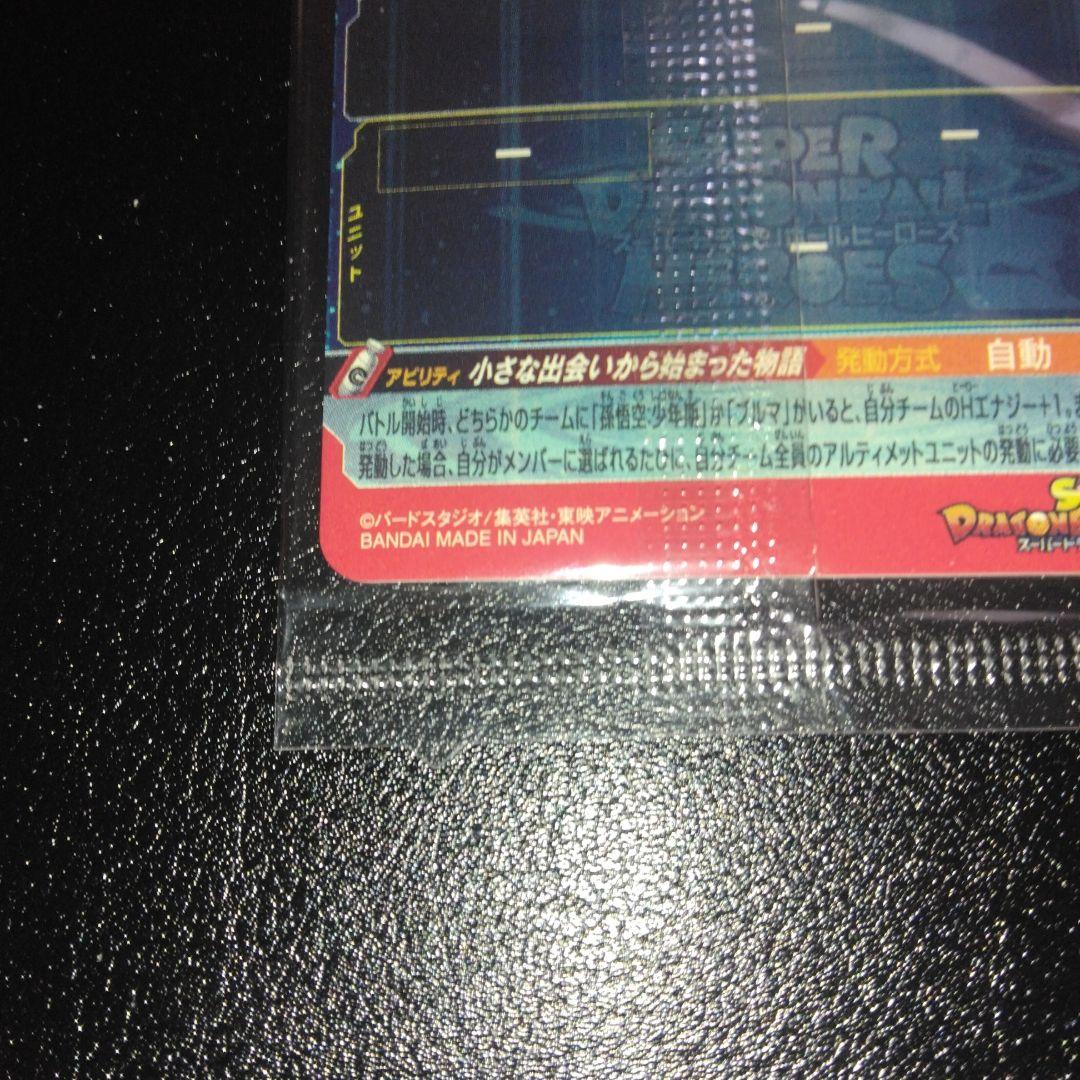 SUPER
DRAGONBALL
スーパードラゴンボールヒーローズ
HEROES
ユニット
アビリティ 小さな出会いから始まった物語 発動方式 自動
バトル開始時、どちらかのチームに「孫悟空:少年期」か「ブルマ」がいると、自分チームのHエナジー+1。
発動した場合、自分がメンバーに選ばれるたびに、自分チーム全員のアルティメットユニットの発動に必要
©バードスタジオ/集英社・東映アニメーション
BANDAI MADE IN JAPAN
DRAGON
スーパード